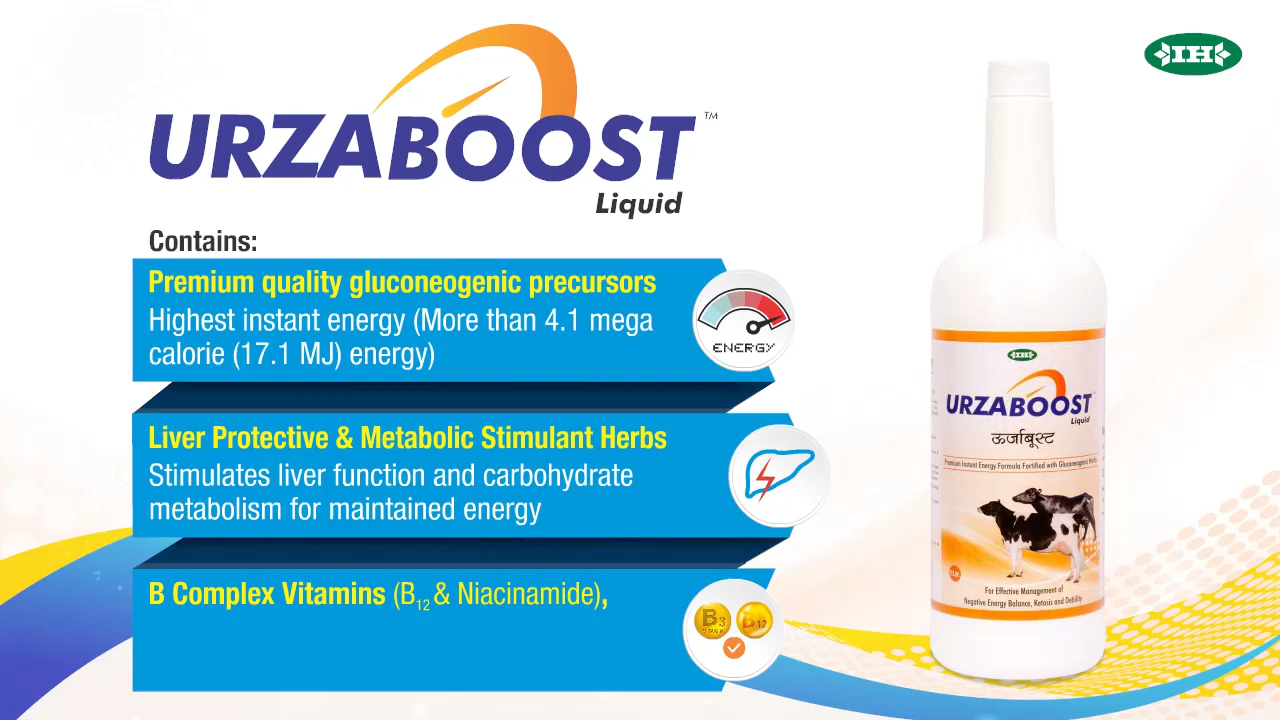 IH
URZABOOST™
Liquid
Contains:
Premium quality gluconeogenic precursors
Highest instant energy (More than 4.1 mega
calorie (17.1 MJ) energy)
ENERGY
Liver Protective & Metabolic Stimulant Herbs
Stimulates liver function and carbohydrate
metabolism for maintained energy
B Complex Vitamins (B12 & Niacinamide),
B3
B12
IH
URZABOOST
Liquid
ऊर्जाबूस्ट
Premium Instant Energy Formula Fortified with Gluconeogenic Herbs
For Effective Management of
Negative Energy Balance, Ketosis and Debility